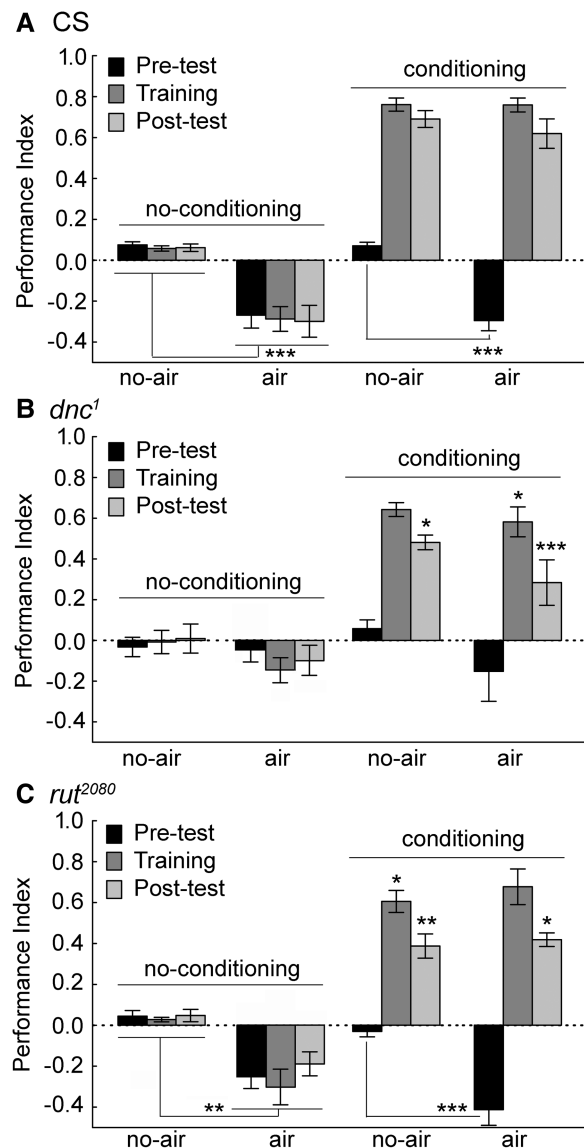 A CS
Performance Index
1.0
0.8
0.6
0.4
0.2
0.0
-0.2
-0.4
Pre-test
Training
Post-test
no-conditioning
conditioning
***
***
no-air air no-air air
B dnc¹
Performance Index
1.0
0.8
0.6
0.4
0.2
0.0
-0.2
-0.4
Pre-test
Training
Post-test
no-conditioning
conditioning
*
*
***
no-air air no-air air
C rut²⁰⁸⁰
Performance Index
1.0
0.8
0.6
0.4
0.2
0.0
-0.2
-0.4
Pre-test
Training
Post-test
no-conditioning
conditioning
*
**
*
**
***
no-air air no-air air